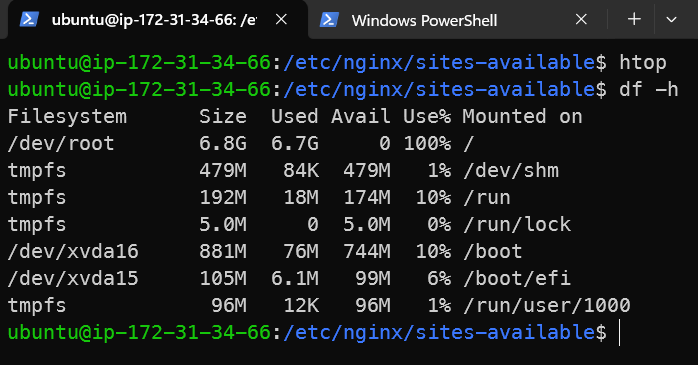 ubuntu@ip-172-31-34-66: /e Windows PowerShell
ubuntu@ip-172-31-34-66:/etc/nginx/sites-available$ htop
ubuntu@ip-172-31-34-66:/etc/nginx/sites-available$ df -h
Filesystem Size Used Avail Use% Mounted on
/dev/root 6.8G 6.7G 0 100% /
tmpfs 479M 84K 479M 1% /dev/shm
tmpfs 192M 18M 174M 10% /run
tmpfs 5.0M 0 5.0M 0% /run/lock
/dev/xvda16 881M 76M 744M 10% /boot
/dev/xvda15 105M 6.1M 99M 6% /boot/efi
tmpfs 96M 12K 96M 1% /run/user/1000
ubuntu@ip-172-31-34-66:/etc/nginx/sites-available$